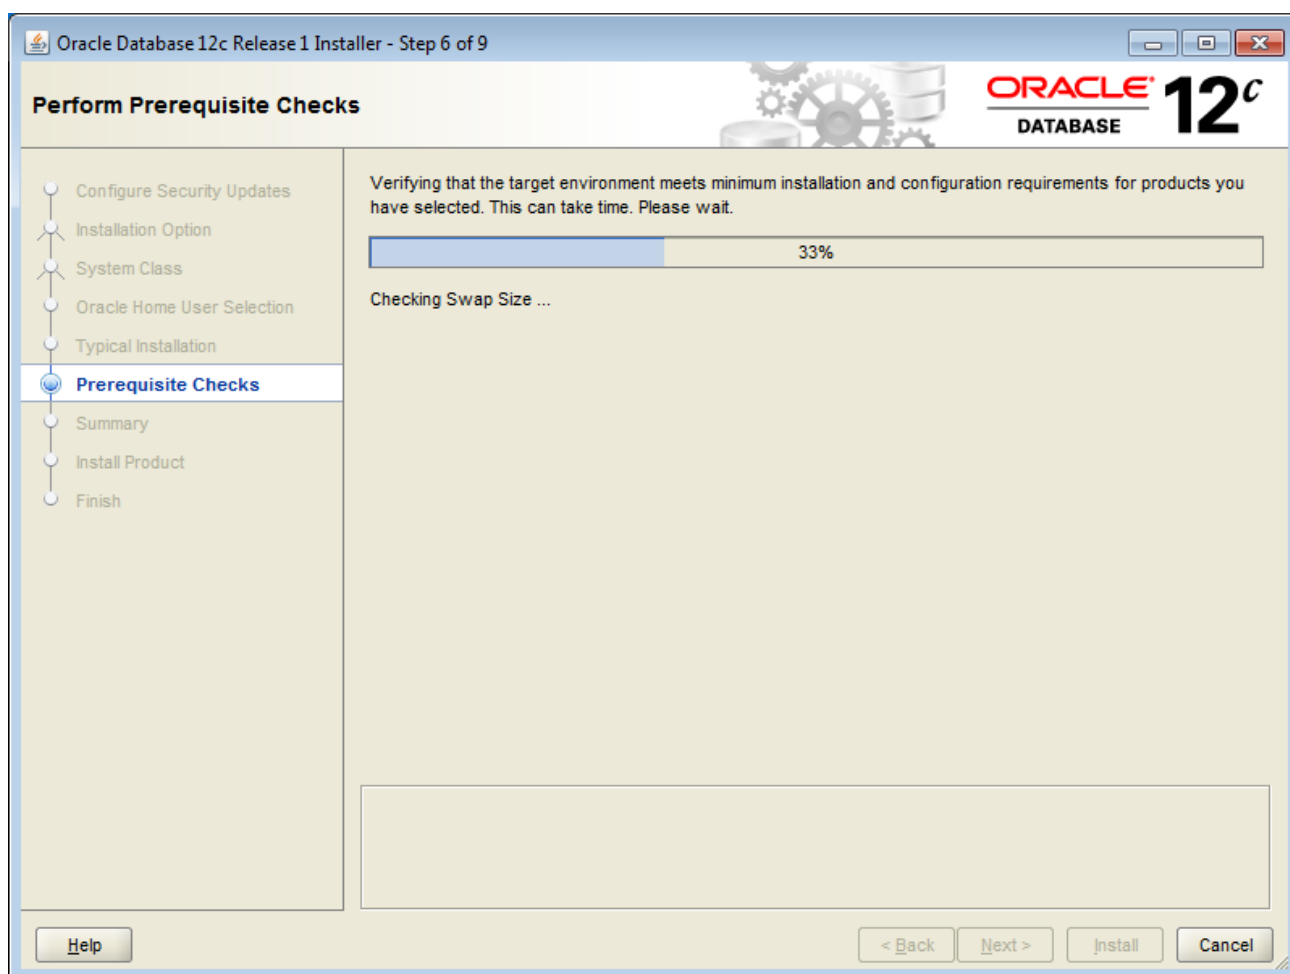 Oracle Database 12c Release 1 Installer - Step 6 of 9
Perform Prerequisite Checks
ORACLE
DATABASE
12c
Configure Security Updates
Installation Option
System Class
Oracle Home User Selection
Typical Installation
Prerequisite Checks
Summary
Install Product
Finish
Verifying that the target environment meets minimum installation and configuration requirements for products you
have selected. This can take time. Please wait.
33%
Checking Swap Size ...
Help
< Back
Next >
Install
Cancel